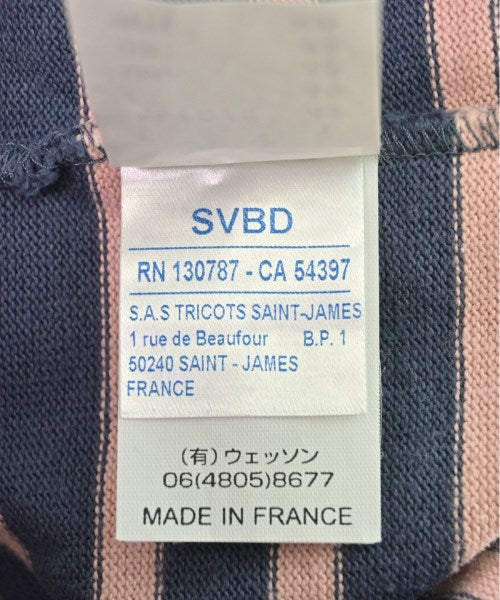 SVBD
RN 130787 - CA 54397
S.A.S TRICOTS SAINT-JAMES
1 rue de Beaufour B.P. 1
50240 SAINT - JAMES
FRANCE
(有)ウェッソン
06(4805)8677
MADE IN FRANCE